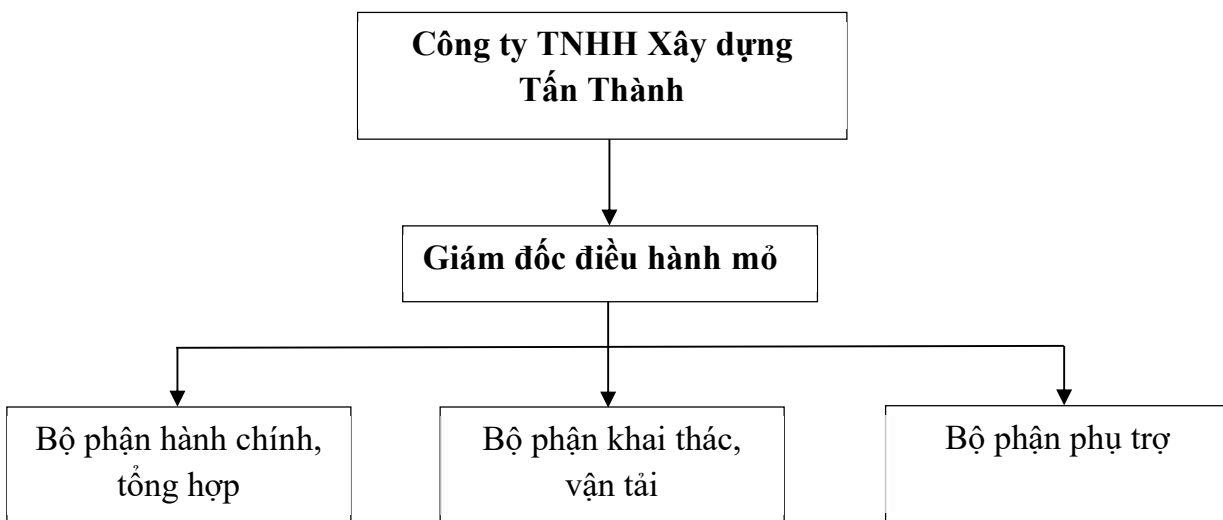 Công ty TNHH Xây dựng
Tấn Thành
Giám đốc điều hành mỏ
Bộ phận hành chính,
tổng hợp
Bộ phận khai thác,
vận tải
Bộ phận phụ trợ